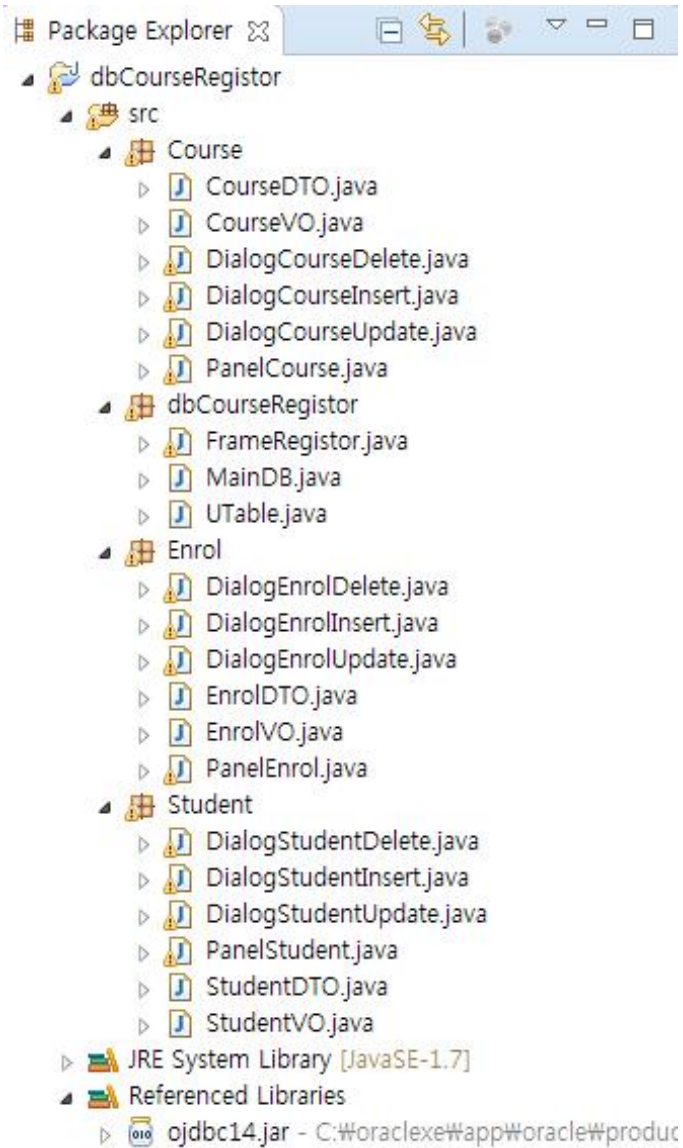 Package Explorer
dbCourseRegistor
src
Course
CourseDTO.java
CourseVO.java
DialogCourseDelete.java
DialogCourseInsert.java
DialogCourseUpdate.java
PanelCourse.java
dbCourseRegistor
FrameRegistor.java
MainDB.java
UTable.java
Enrol
DialogEnrolDelete.java
DialogEnrolInsert.java
DialogEnrolUpdate.java
EnrolDTO.java
EnrolVO.java
PanelEnrol.java
Student
DialogStudentDelete.java
DialogStudentInsert.java
DialogStudentUpdate.java
PanelStudent.java
StudentDTO.java
StudentVO.java
JRE System Library [JavaSE-1.7]
Referenced Libraries
ojdbc14.jar - C:₩oraclexe₩app₩oracle₩produc